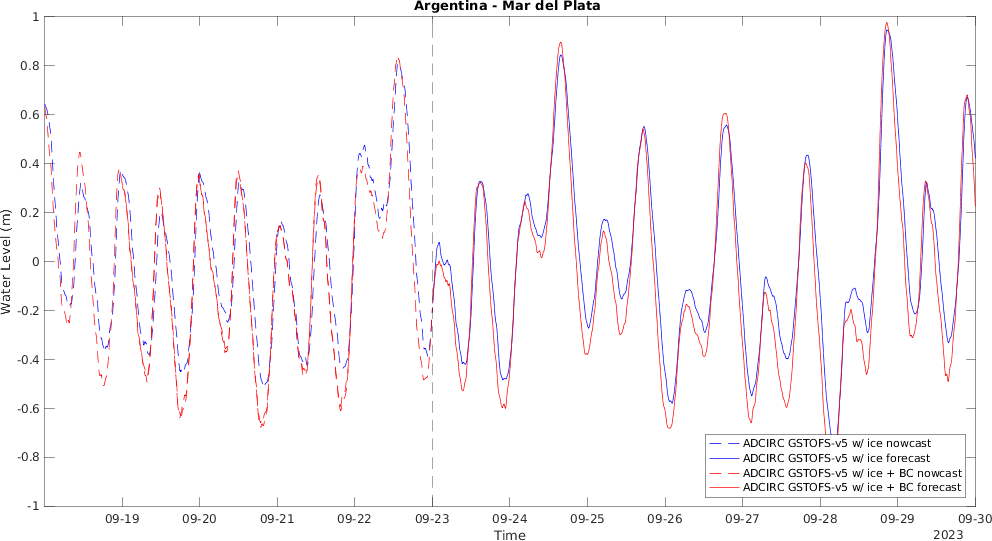 Argentina - Mar del Plata
Water Level (m)
1
0.8
0.6
0.4
0.2
0
-0.2
-0.4
-0.6
-0.8
-1
ADCIRC GSTOFS-v5 w/ ice nowcast
ADCIRC GSTOFS-v5 w/ ice forecast
ADCIRC GSTOFS-v5 w/ ice + BC nowcast
ADCIRC GSTOFS-v5 w/ ice + BC forecast
09-19 09-20 09-21 09-22 09-23 09-24 09-25 09-26 09-27 09-28 09-29 09-30
Time
2023